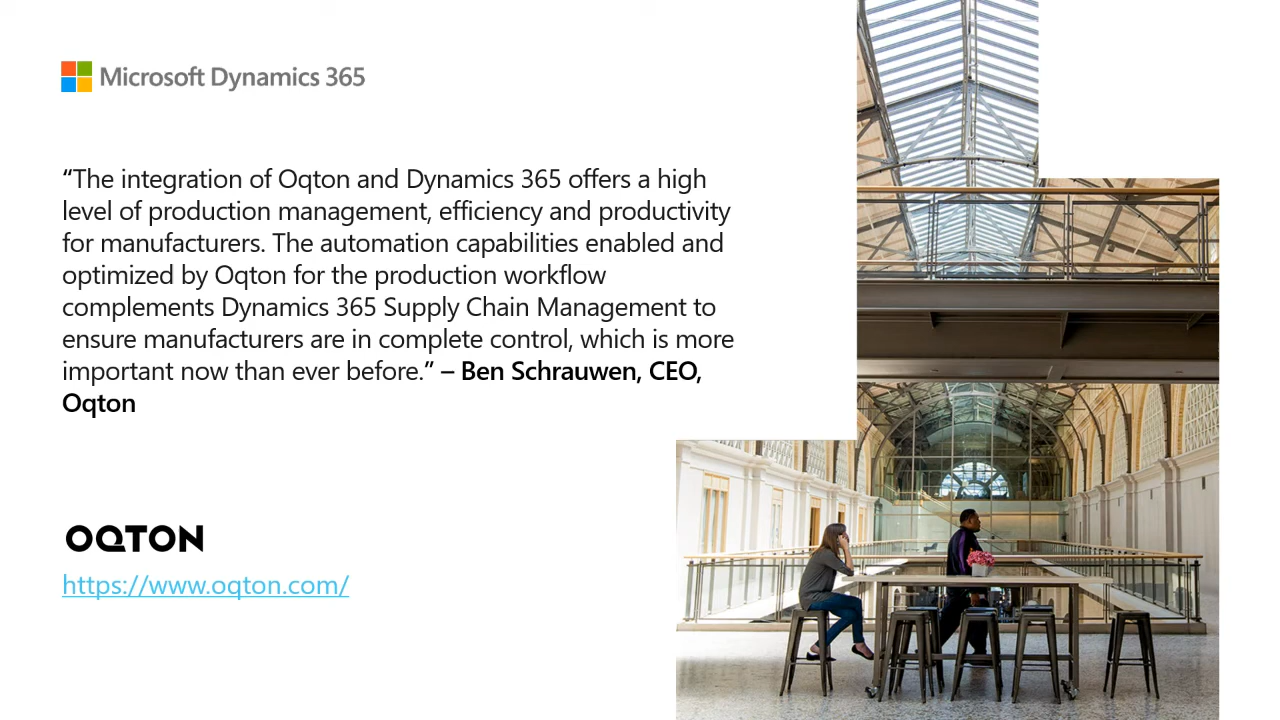 Microsoft Dynamics 365
“The integration of Oqton and Dynamics 365 offers a high
level of production management, efficiency and productivity
for manufacturers. The automation capabilities enabled and
optimized by Oqton for the production workflow
complements Dynamics 365 Supply Chain Management to
ensure manufacturers are in complete control, which is more
important now than ever before.” – Ben Schrauwen, CEO,
Oqton
OQTON
https://www.oqton.com/